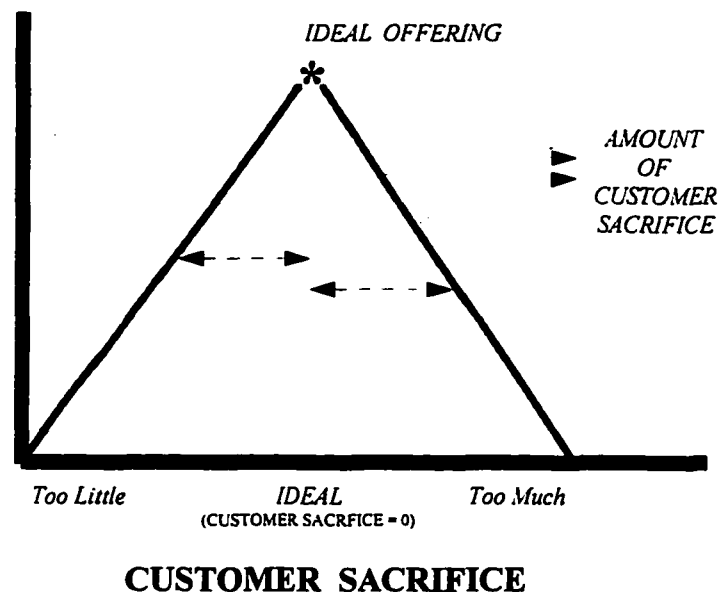 IDEAL OFFERING
*
AMOUNT
OF
CUSTOMER
SACRIFICE
Too Little
IDEAL
Too Much
(CUSTOMER SACRFICE = 0)
CUSTOMER SACRIFICE